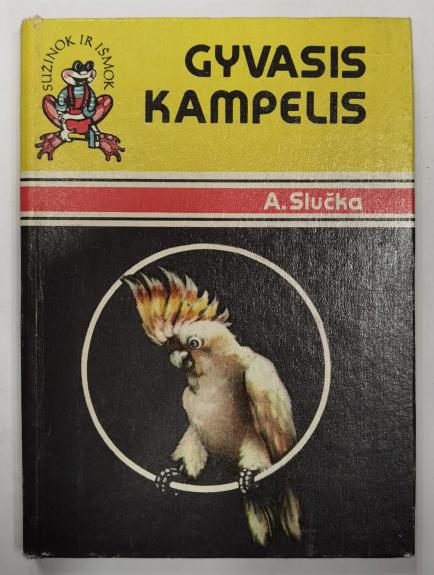 SUŽINOK IR IŠMOK
GYVASIS
KAMPELIS
A. Slučka